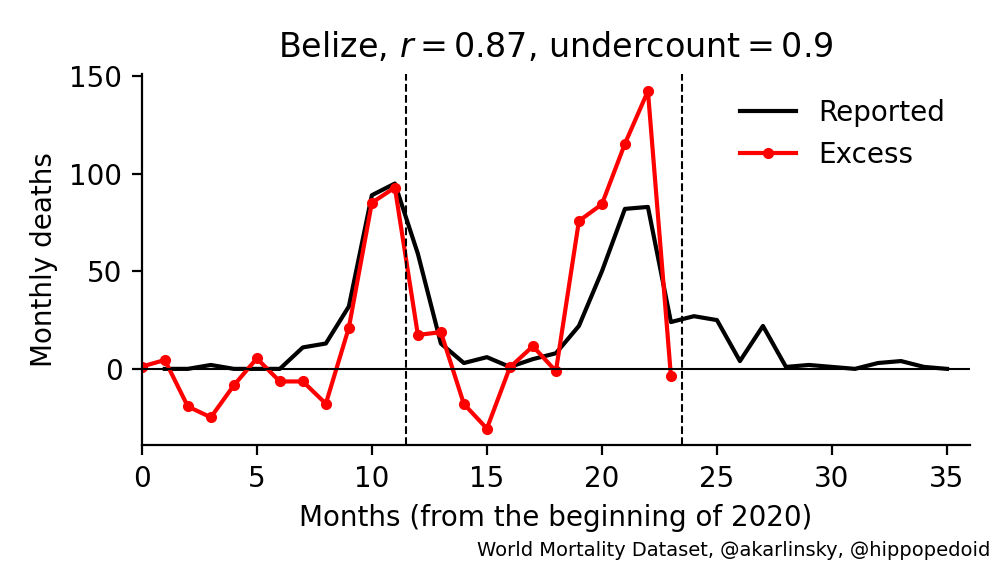 Belize, r = 0.87, undercount = 0.9
Monthly deaths
150
100
50
0
Reported
Excess
0 5 10 15 20 25 30 35
Months (from the beginning of 2020)
World Mortality Dataset, @akarlinsky, @hippopedoid